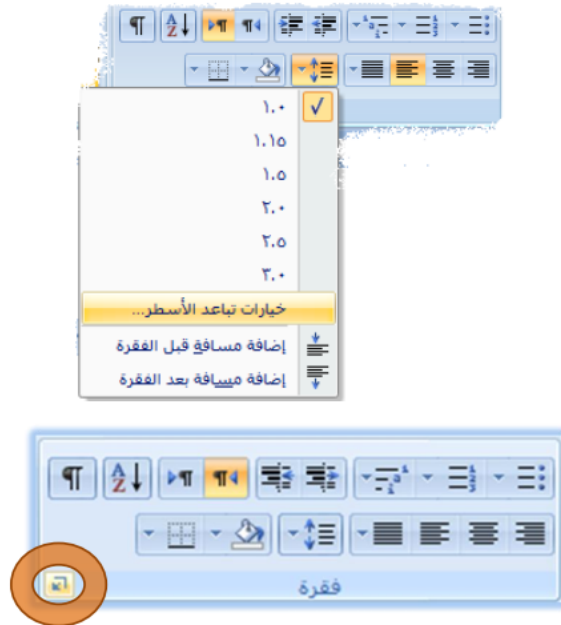 ١.٠
١.١٥
١.٥
٢.٠
٢.٥
٣.٠
خيارات تباعد الأسطر...
إضافة مسافة قبل الفقرة
إضافة مسافة بعد الفقرة
فقرة